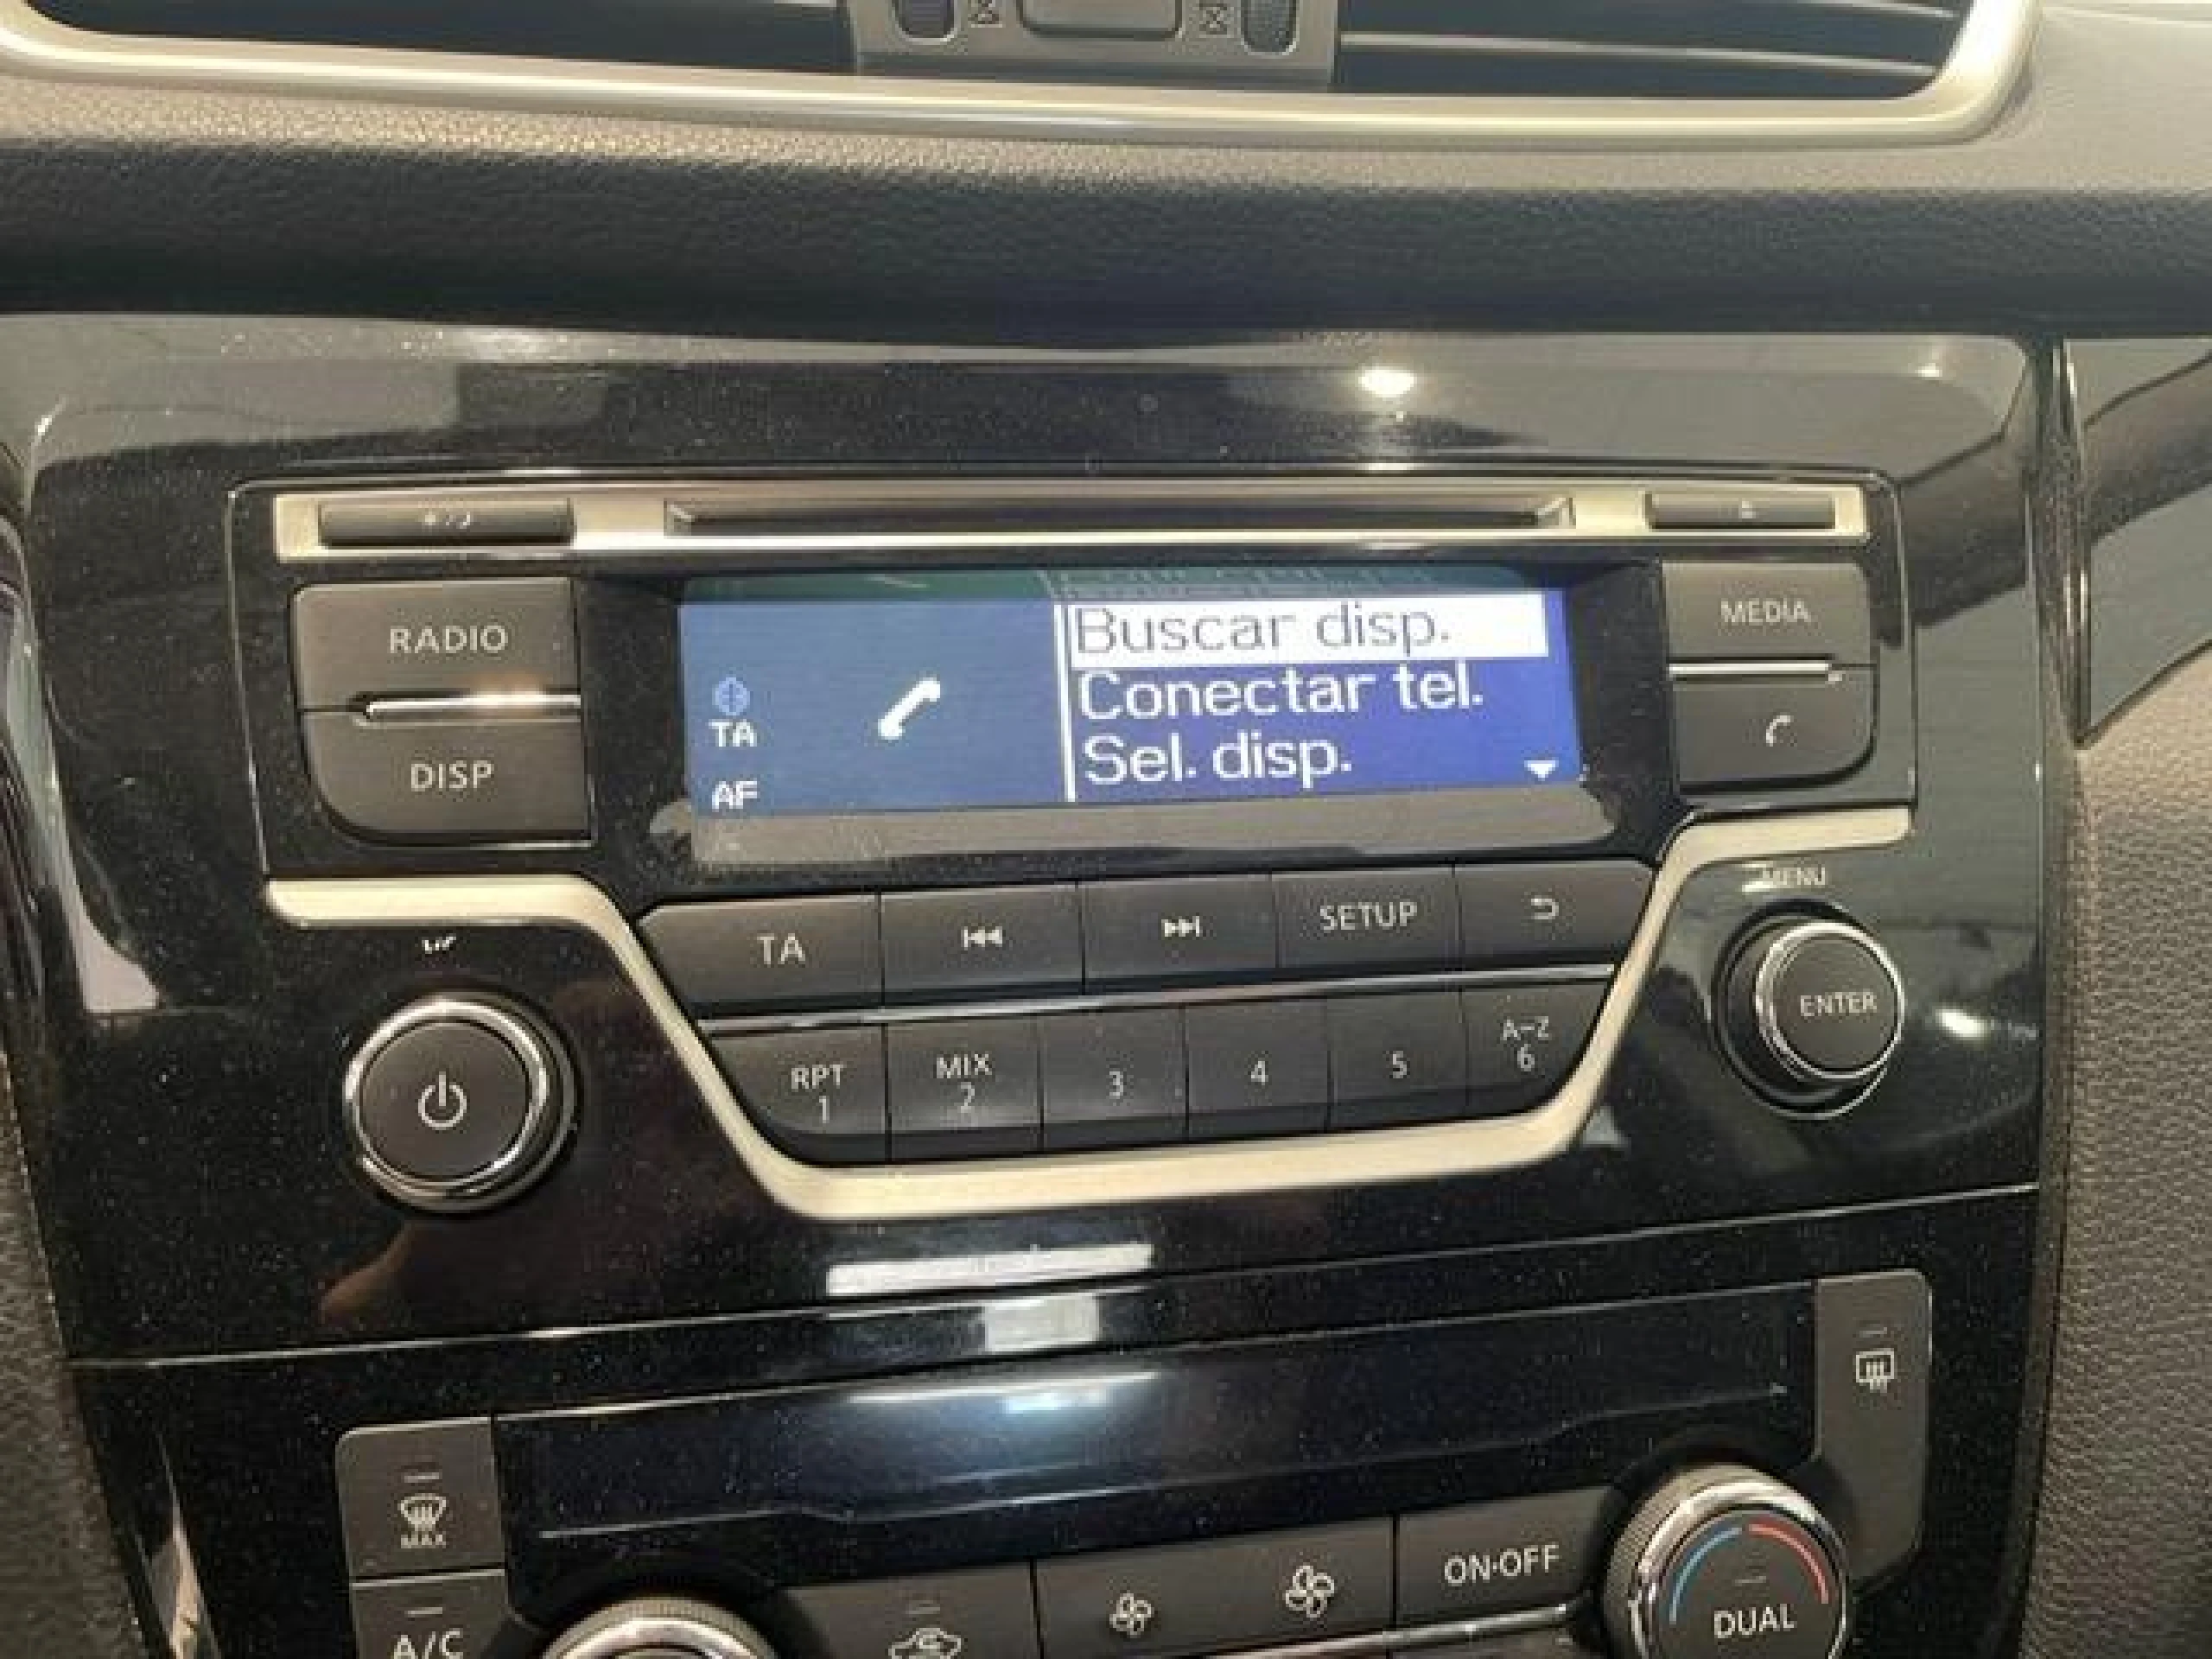 RADIO
DISP
TA
AF
Buscar disp.
Conectar tel.
Sel. disp.
MEDIA
MENU
ENTER
TA
SETUP
RPT
1
MIX
2
3
4
5
A-Z
6
MAX
A/C
ON·OFF
DUAL